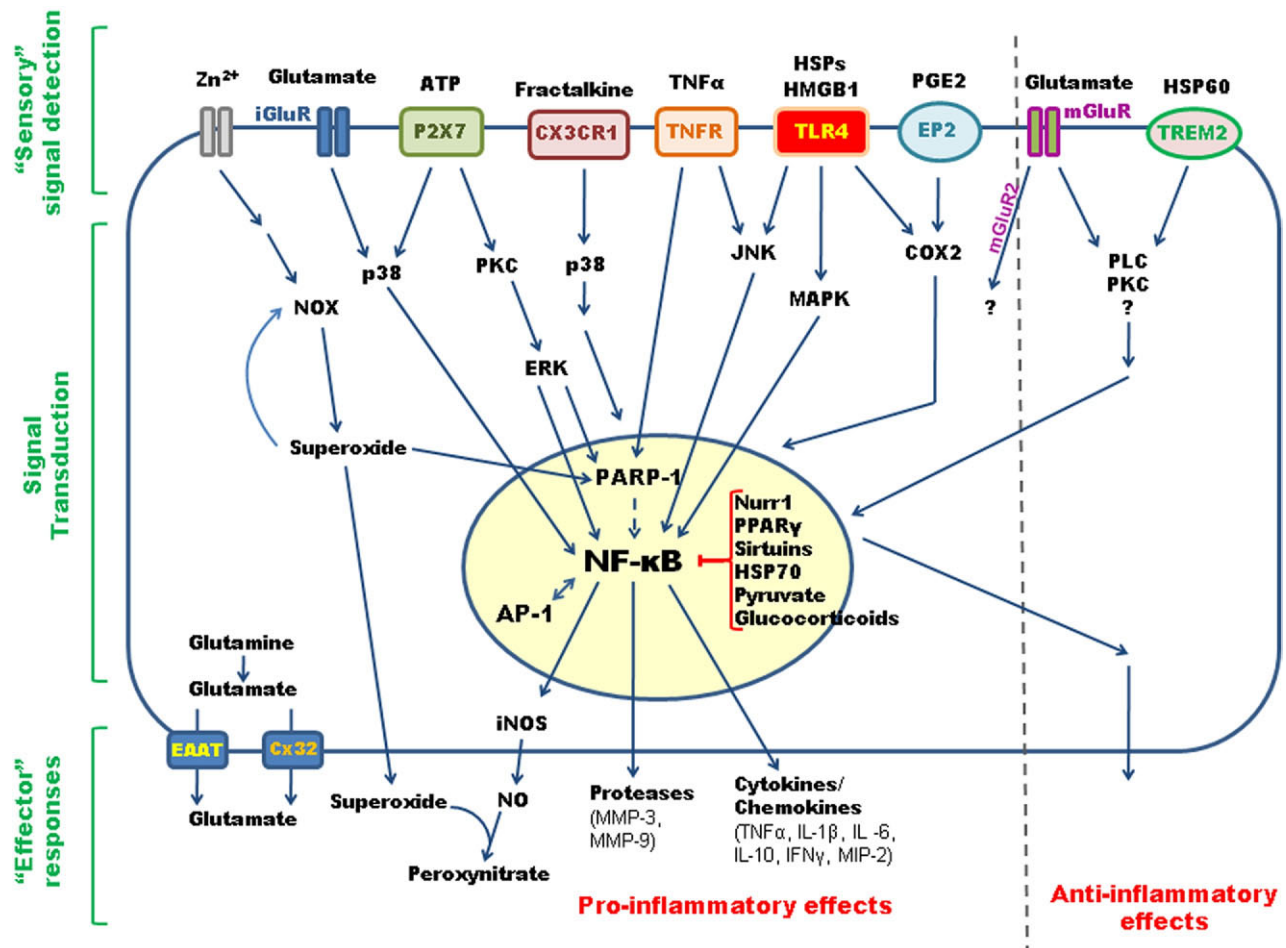 "Sensory"
signal detection
Signal
Transduction
"Effector"
responses
Zn²⁺
iGluR
Glutamate
ATP
P2X7
Fractalkine
CX3CR1
TNFα
TNFR
HSPs
HMGB1
TLR4
PGE2
EP2
Glutamate
mGluR
HSP60
TREM2
mGluR2
NOX
p38
PKC
p38
JNK
MAPK
COX2
?
PLC
PKC
?
ERK
Superoxide
PARP-1
NF-κB
AP-1
Nurr1
PPARγ
Sirtuins
HSP70
Pyruvate
Glucocorticoids
Glutamine
Glutamate
EAAT
Cx32
Glutamate
iNOS
Superoxide
NO
Peroxynitrate
Proteases
(MMP-3,
MMP-9)
Cytokines/
Chemokines
(TNFα, IL-1β, IL -6,
IL-10, IFNγ, MIP-2)
Pro-inflammatory effects
Anti-inflammatory
effects